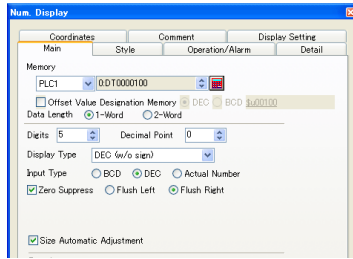 Num. Display
Coordinates Comment Display Setting
Main Style Operation/Alarm Detail
Memory
PLC1 0:DT0000100
Offset Value Designation Memory DEC BCD $u00100
Data Length 1-Word 2-Word
Digits 5 Decimal Point 0
Display Type DEC (w/o sign)
Input Type BCD DEC Actual Number
Zero Suppress Flush Left Flush Right
Size Automatic Adjustment